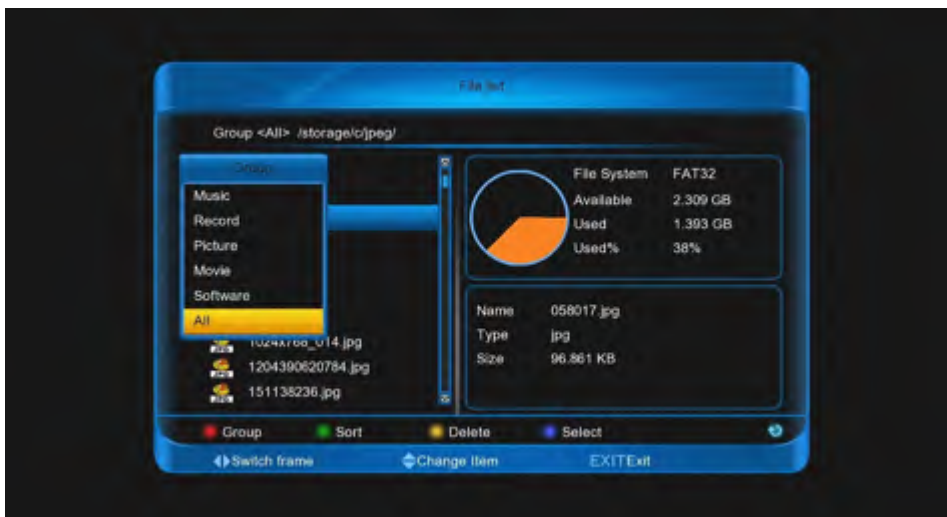 File list
Group <All> /storage/c/jpeg/
Group
Music
Record
Picture
Movie
Software
All
1024x768_014.jpg
1204390620784.jpg
151138236.jpg
File System FAT32
Available 2.309 GB
Used 1.393 GB
Used% 38%
Name 058017.jpg
Type jpg
Size 96.861 KB
Group Sort Delete Select
Switch frame Change Item EXITExit